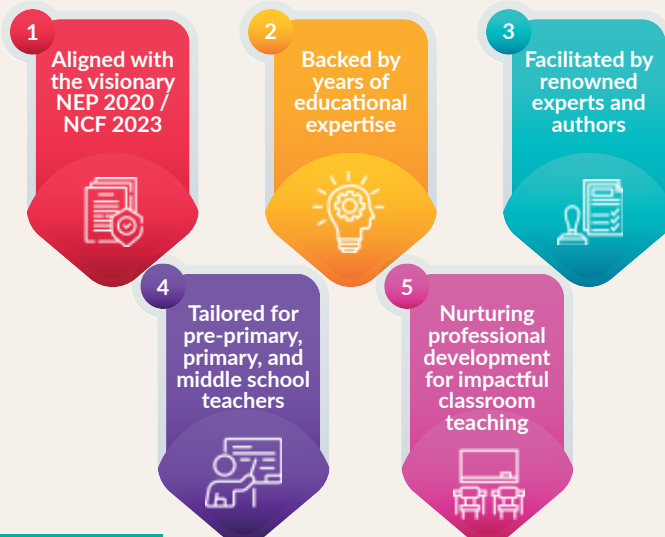 1
Aligned with
the visionary
NEP 2020 /
NCF 2023
2
Backed by
years of
educational
expertise
3
Facilitated by
renowned
experts and
authors
4
Tailored for
pre-primary,
primary, and
middle school
teachers
5
Nurturing
professional
development
for impactful
classroom
teaching